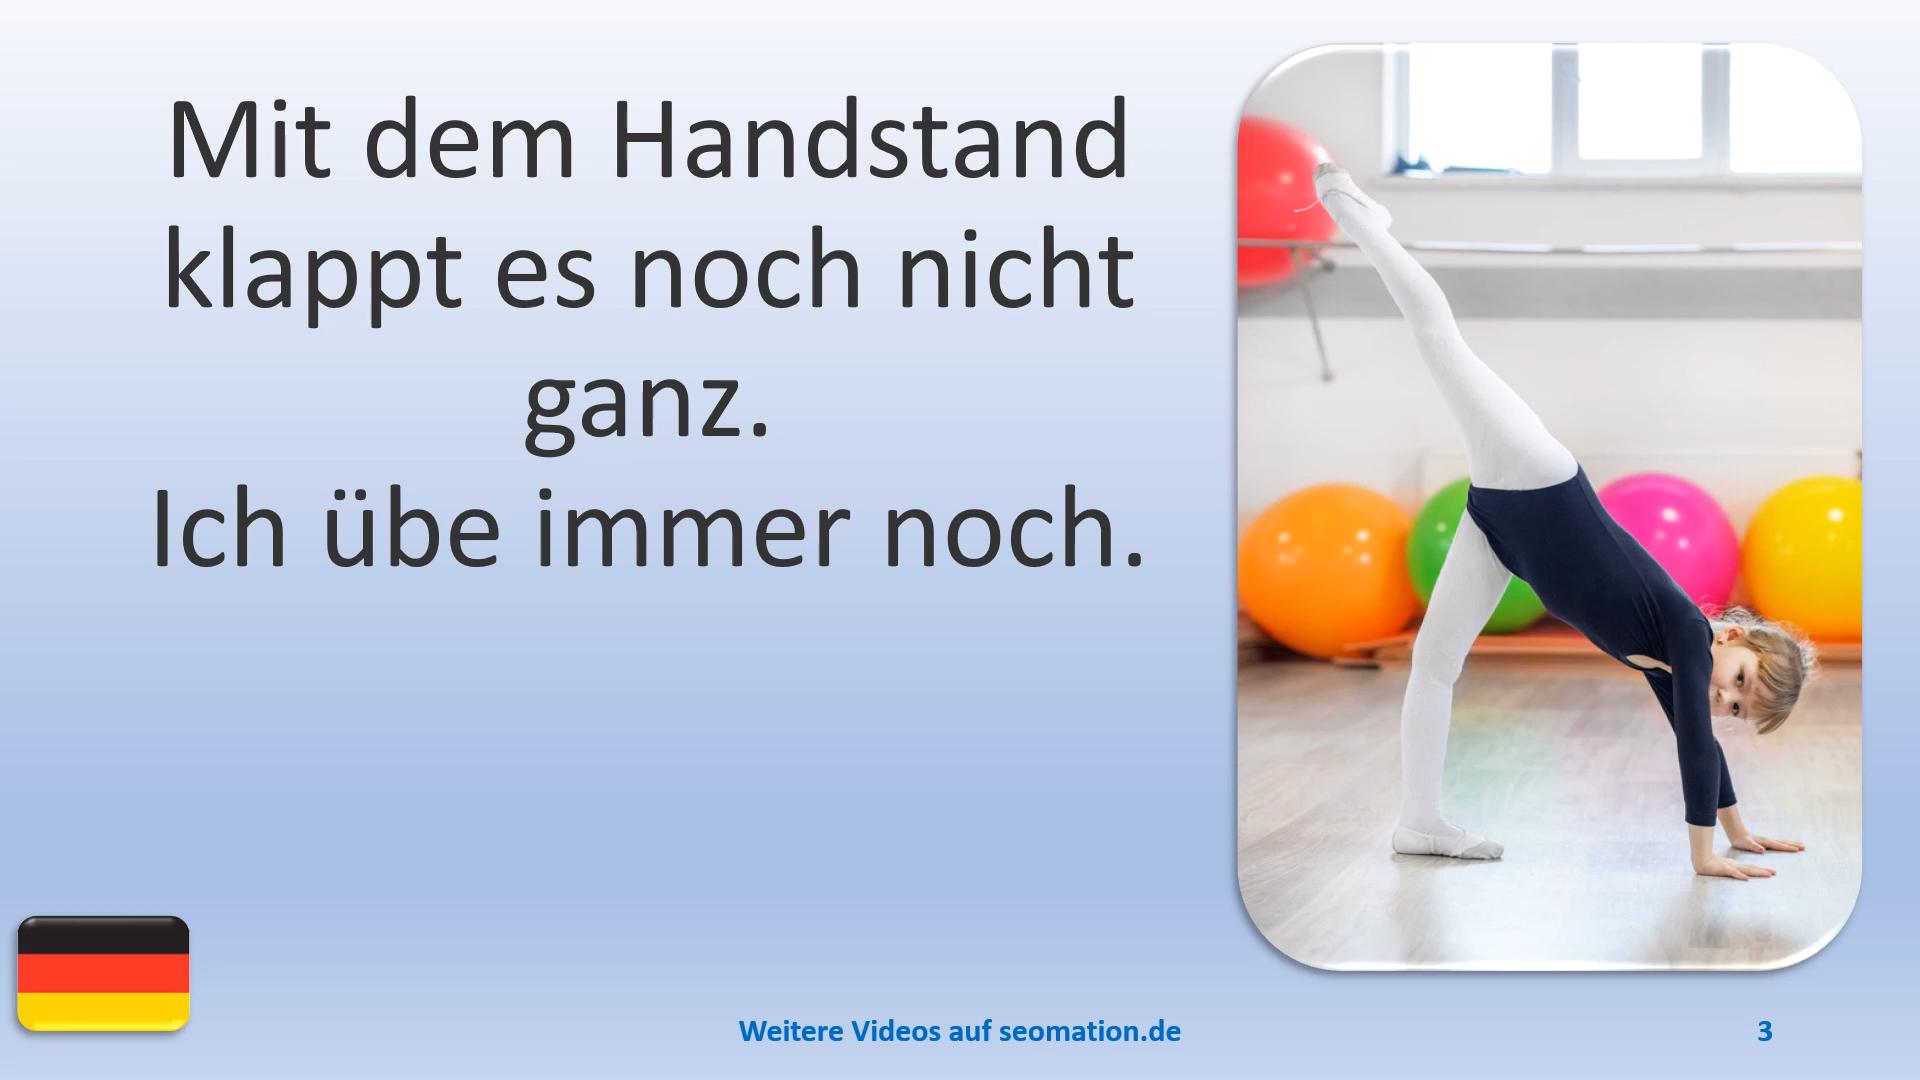 Mit dem Handstand
klappt es noch nicht
ganz.
Ich übe immer noch.
Weitere Videos auf seomation.de
3